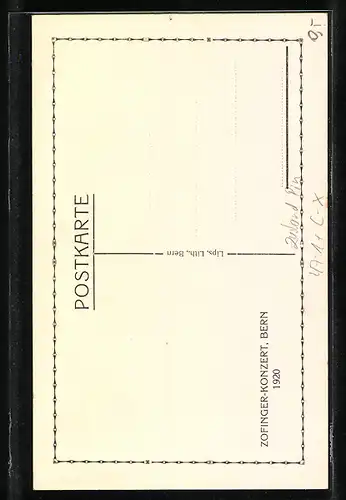 POSTKARTE
Lips, Lith., Bern
ZOFINGER-KONZERT, BERN
1920